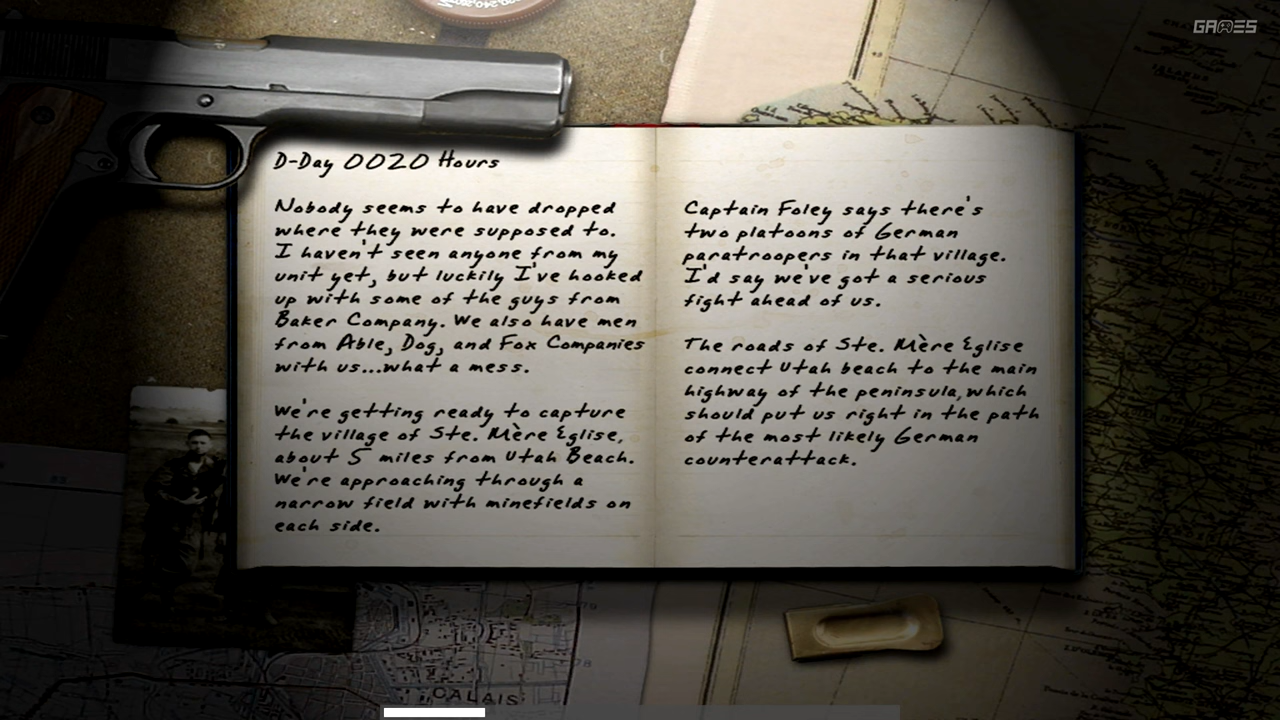 GAMES
D-Day 0020 Hours
Nobody seems to have dropped
where they were supposed to.
I haven't seen anyone from my
unit yet, but luckily I've hooked
up with some of the guys from
Baker Company. We also have men
from Able, Dog, and Fox Companies
with us...what a mess.
We're getting ready to capture
the village of Ste. Mère Eglise,
about 5 miles from Utah Beach.
We're approaching through a
narrow field with minefields on
each side.
Captain Foley says there's
two platoons of German
paratroopers in that village.
I'd say we've got a serious
fight ahead of us.
The roads of Ste. Mère Eglise
connect Utah beach to the main
highway of the peninsula, which
should put us right in the path
of the most likely German
counterattack.
CALAIS